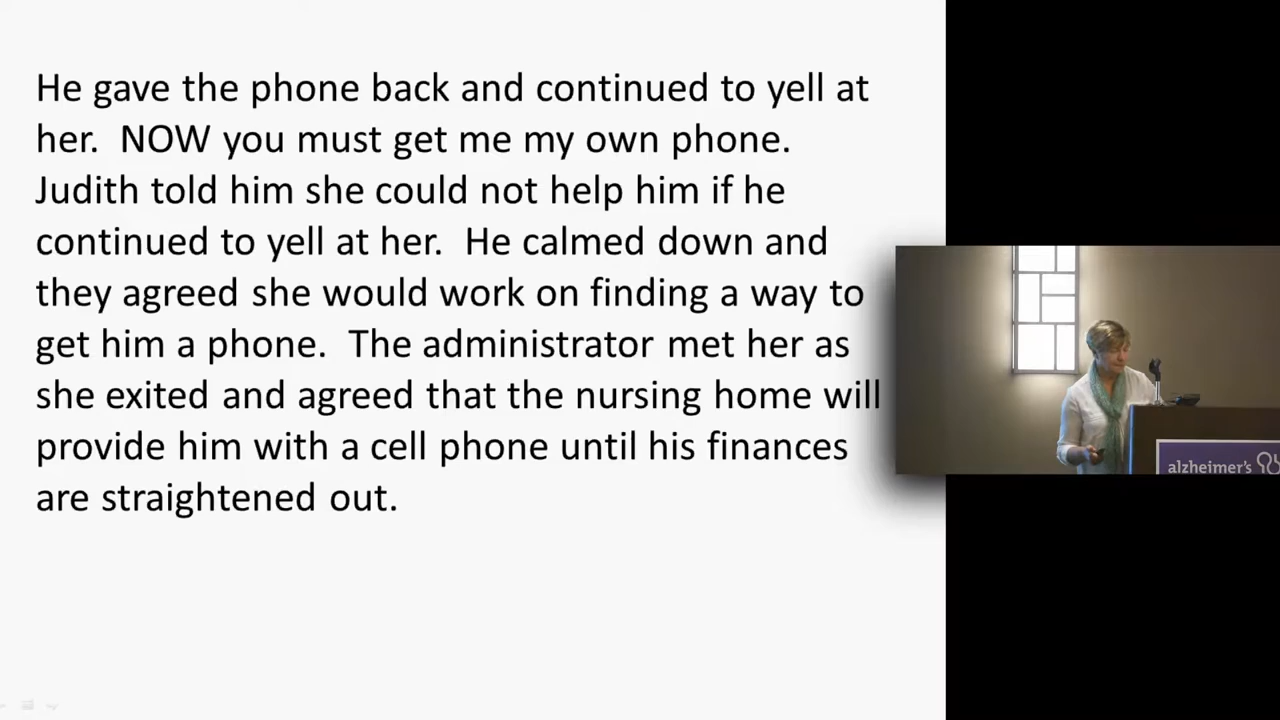 He gave the phone back and continued to yell at
her.  NOW you must get me my own phone.
Judith told him she could not help him if he
continued to yell at her.  He calmed down and
they agreed she would work on finding a way to
get him a phone.  The administrator met her as
she exited and agreed that the nursing home will
provide him with a cell phone until his finances
are straightened out.
alzheimer's